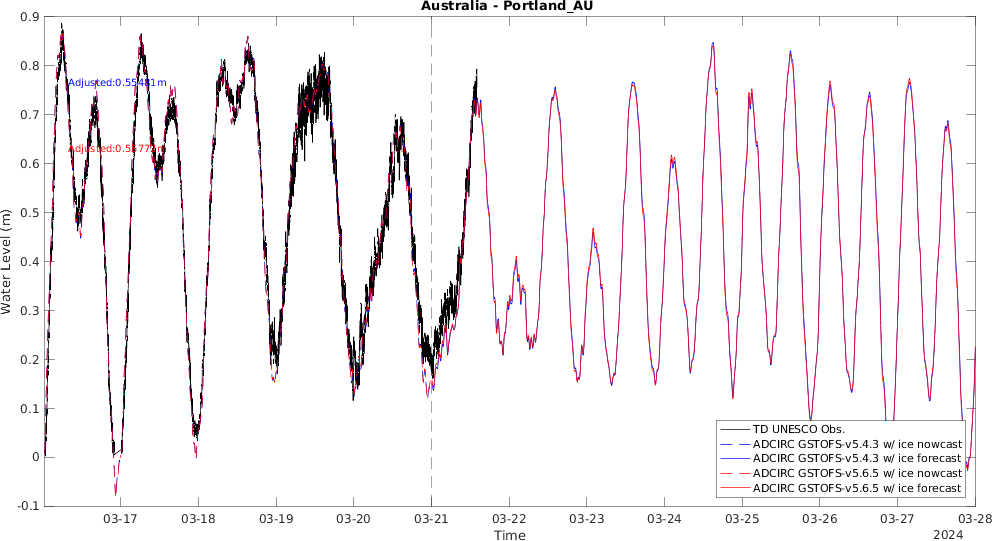 Australia - Portland_AU
0.9
0.8
0.7
0.6
0.5
0.4
0.3
0.2
0.1
0
-0.1
Water Level (m)
Adjusted:0.55481m
03-17
03-18
03-19
03-20
03-21
03-22
03-23
03-24
03-25
03-26
03-27
03-28
Time
2024
TD UNESCO Obs.
ADCIRC GSTOFS-v5.4.3 w/ ice nowcast
ADCIRC GSTOFS-v5.4.3 w/ ice forecast
ADCIRC GSTOFS-v5.6.5 w/ ice nowcast
ADCIRC GSTOFS-v5.6.5 w/ ice forecast